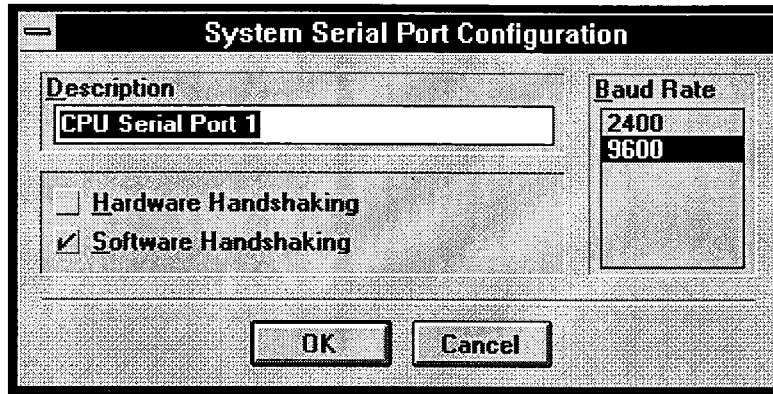 System Serial Port Configuration
Description
CPU Serial Port 1
Hardware Handshaking
Software Handshaking
Baud Rate
2400
9600
OK
Cancel